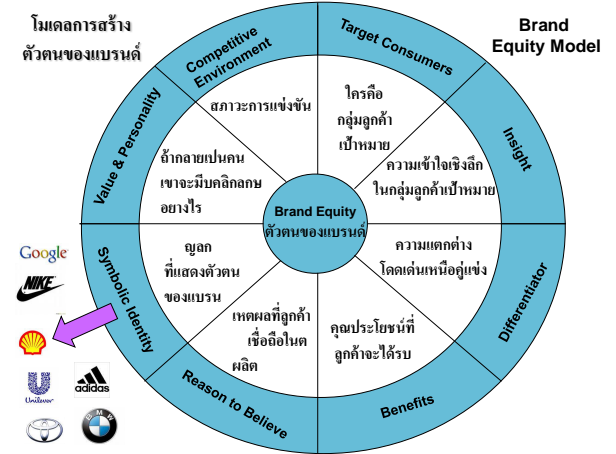 โมเดลการสร้าง
ตัวตนของแบรนด์
Brand
Equity Model
Competitive
Environment
Target Consumers
Insight
Differentiator
Benefits
Reason to Believe
Symbolic Identity
Value & Personality
สภาวะการแข่งขัน
ใครคือ
กลุ่มลูกค้า
เป้าหมาย
ความเข้าใจเชิงลึก
ในกลุ่มลูกค้าเป้าหมาย
ความแตกต่าง
โดดเด่นเหนือคู่แข่ง
คุณประโยชน์ที่
ลูกค้าจะได้รบ
เหตผลที่ลูกค้า
เชื่อถือในต
ผลิต
ญลก
ที่แสดงตัวตน
ของแบรน
ถ้ากลายเปนคน
เขาจะมีบคลิกลกษ
อย่างไร
Brand Equity
ตัวตนของแบรนด์
Google
NIKE
Unilever
adidas
BMW